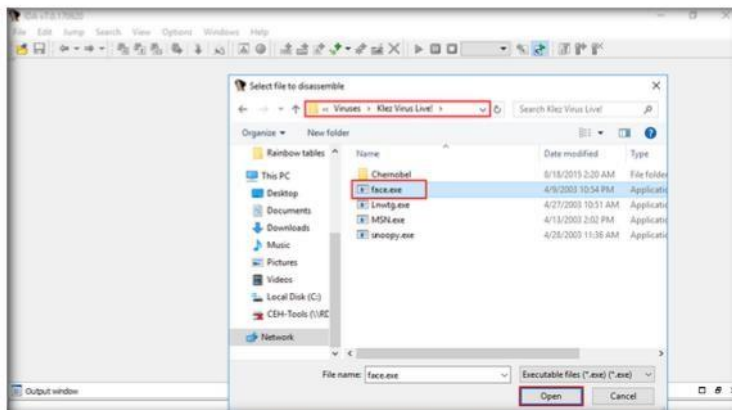 IDA v7.0.170920
File Edit Jump Search View Options Windows Help
Select file to disassemble
« Viruses › Klez Virus Live! ›
Search Klez Virus Live!
Organize New folder
Rainbow tables
This PC
Desktop
Documents
Downloads
Music
Pictures
Videos
Local Disk (C:)
CEH-Tools (\\RD
Network
Name Date modified Type
Chernobel 8/18/2015 2:20 AM File folder
face.exe 4/9/2003 10:54 PM Applicatio
Lnwtg.exe 4/27/2003 10:51 AM Applicatio
MSN.exe 4/13/2003 2:02 PM Applicatio
snoopy.exe 4/28/2003 11:36 AM Applicatio
File name: face.exe Executable files (*.exe) (*.exe)
Open Cancel
Output window